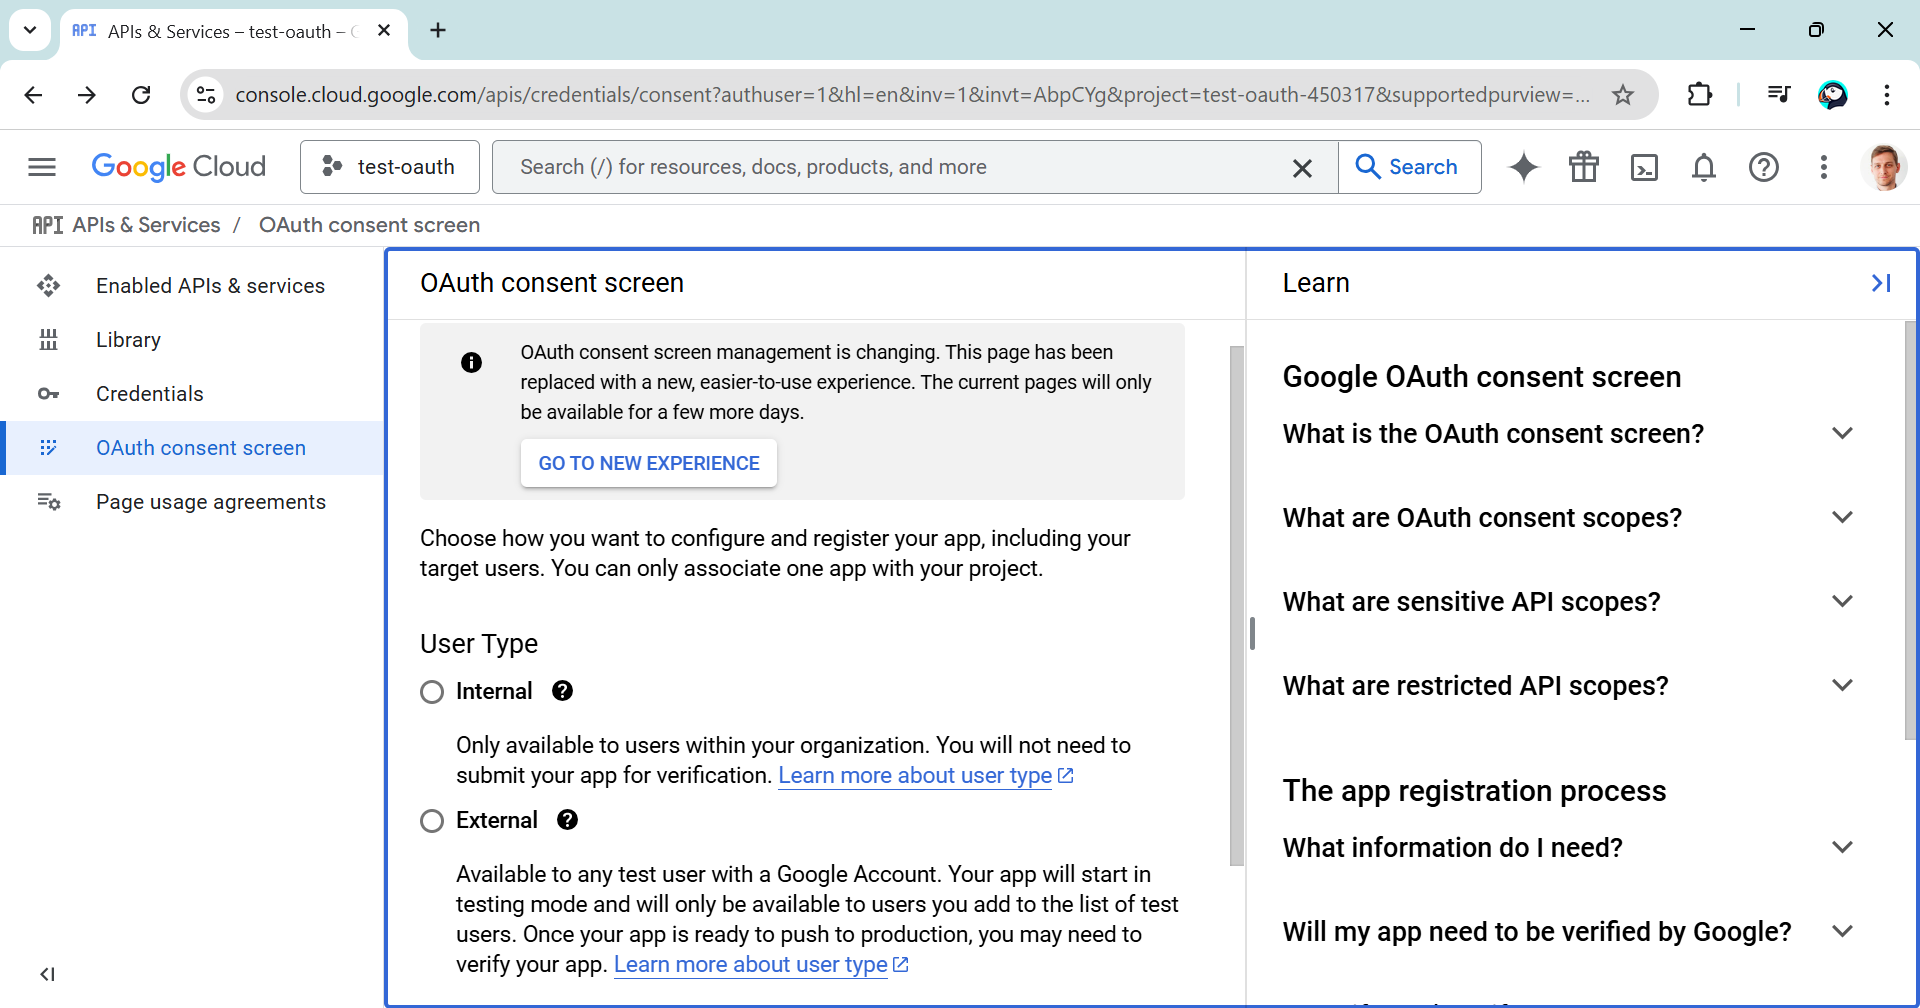 API APIs & Services – test-oauth –
console.cloud.google.com/apis/credentials/consent?authuser=1&hl=en&inv=1&invt=AbpCYg&project=test-oauth-450317&supportedpurview=...
Google Cloud
test-oauth
Search (/) for resources, docs, products, and more
Search
API APIs & Services / OAuth consent screen
Enabled APIs & services
Library
Credentials
OAuth consent screen
Page usage agreements
OAuth consent screen
OAuth consent screen management is changing. This page has been
replaced with a new, easier-to-use experience. The current pages will only
be available for a few more days.
GO TO NEW EXPERIENCE
Choose how you want to configure and register your app, including your
target users. You can only associate one app with your project.
User Type
Internal
Only available to users within your organization. You will not need to
submit your app for verification. Learn more about user type
External
Available to any test user with a Google Account. Your app will start in
testing mode and will only be available to users you add to the list of test
users. Once your app is ready to push to production, you may need to
verify your app. Learn more about user type
Learn
Google OAuth consent screen
What is the OAuth consent screen?
What are OAuth consent scopes?
What are sensitive API scopes?
What are restricted API scopes?
The app registration process
What information do I need?
Will my app need to be verified by Google?